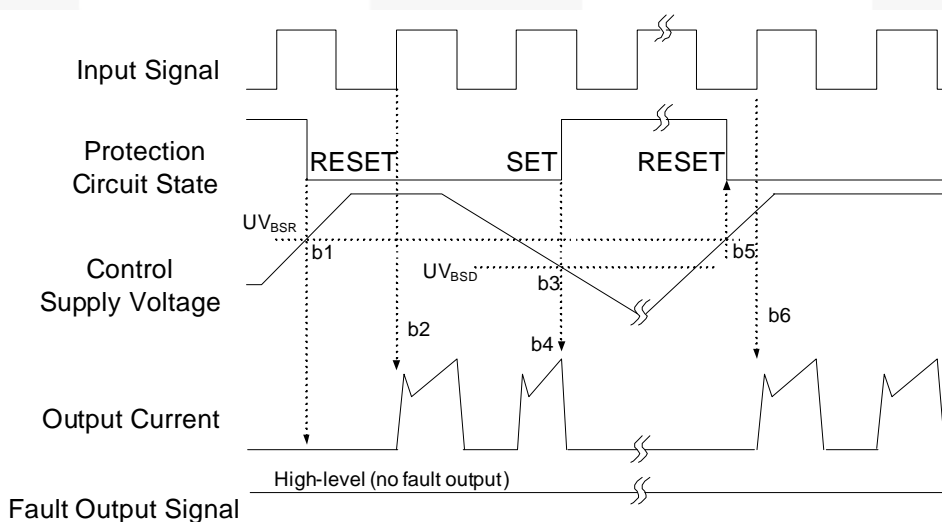 Input Signal
Protection
Circuit State
RESET
SET
RESET
UVBSR
b1
b5
Control
Supply Voltage
UVBSD
b3
b2
b4
b6
Output Current
High-level (no fault output)
Fault Output Signal